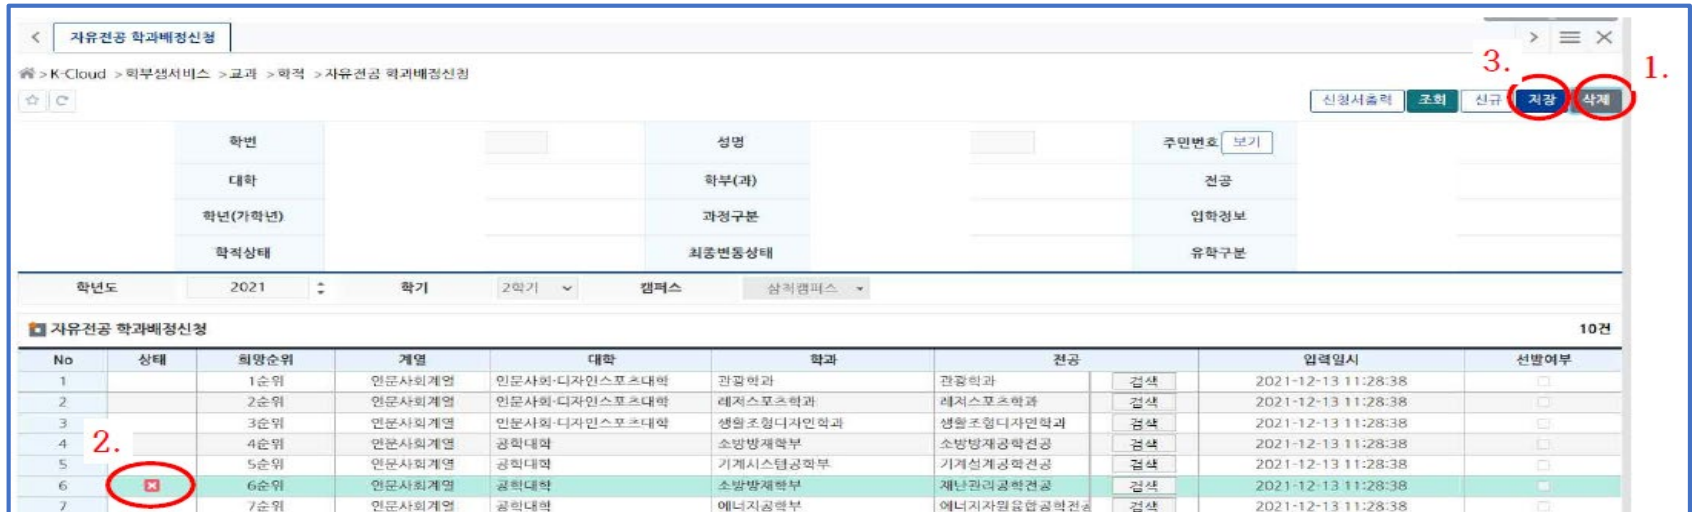 자유전공 학과배정신청
> K-Cloud > 학부생서비스 > 교과 > 학적 > 자유전공 학과배정신청
3.
1.
신청서출력 조회 신규 저장 삭제
학번 성명 주민번호 보기
대학 학부(과) 전공
학년(가학년) 과정구분 입학정보
학적상태 최종변동상태 유학구분
학년도 2021 학기 2학기 캠퍼스 삼척캠퍼스
자유전공 학과배정신청 10건
No 상태 희망순위 계열 대학 학과 전공 입력일시 선발여부
1 1순위 인문사회계열 인문사회·디자인스포츠대학 관광학과 관광학과 검색 2021-12-13 11:28:38
2 2순위 인문사회계열 인문사회·디자인스포츠대학 레저스포츠학과 레저스포츠학과 검색 2021-12-13 11:28:38
3 3순위 인문사회계열 인문사회·디자인스포츠대학 생활조형디자인학과 생활조형디자인학과 검색 2021-12-13 11:28:38
2.
4 4순위 인문사회계열 공학대학 소방방재학부 소방방재공학전공 검색 2021-12-13 11:28:38
5 5순위 인문사회계열 공학대학 기계시스템공학부 기계설계공학전공 검색 2021-12-13 11:28:38
6 6순위 인문사회계열 공학대학 소방방재학부 재난관리공학전공 검색 2021-12-13 11:28:38
7 7순위 인문사회계열 공학대학 에너지공학부 에너지자원융합공학전공 검색 2021-12-13 11:28:38